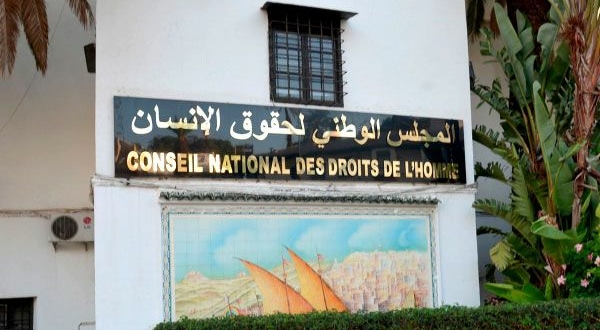 المجلس الوطني لحقوق الإنسان
CONSEIL NATIONAL DES DROITS DE L'HOMME